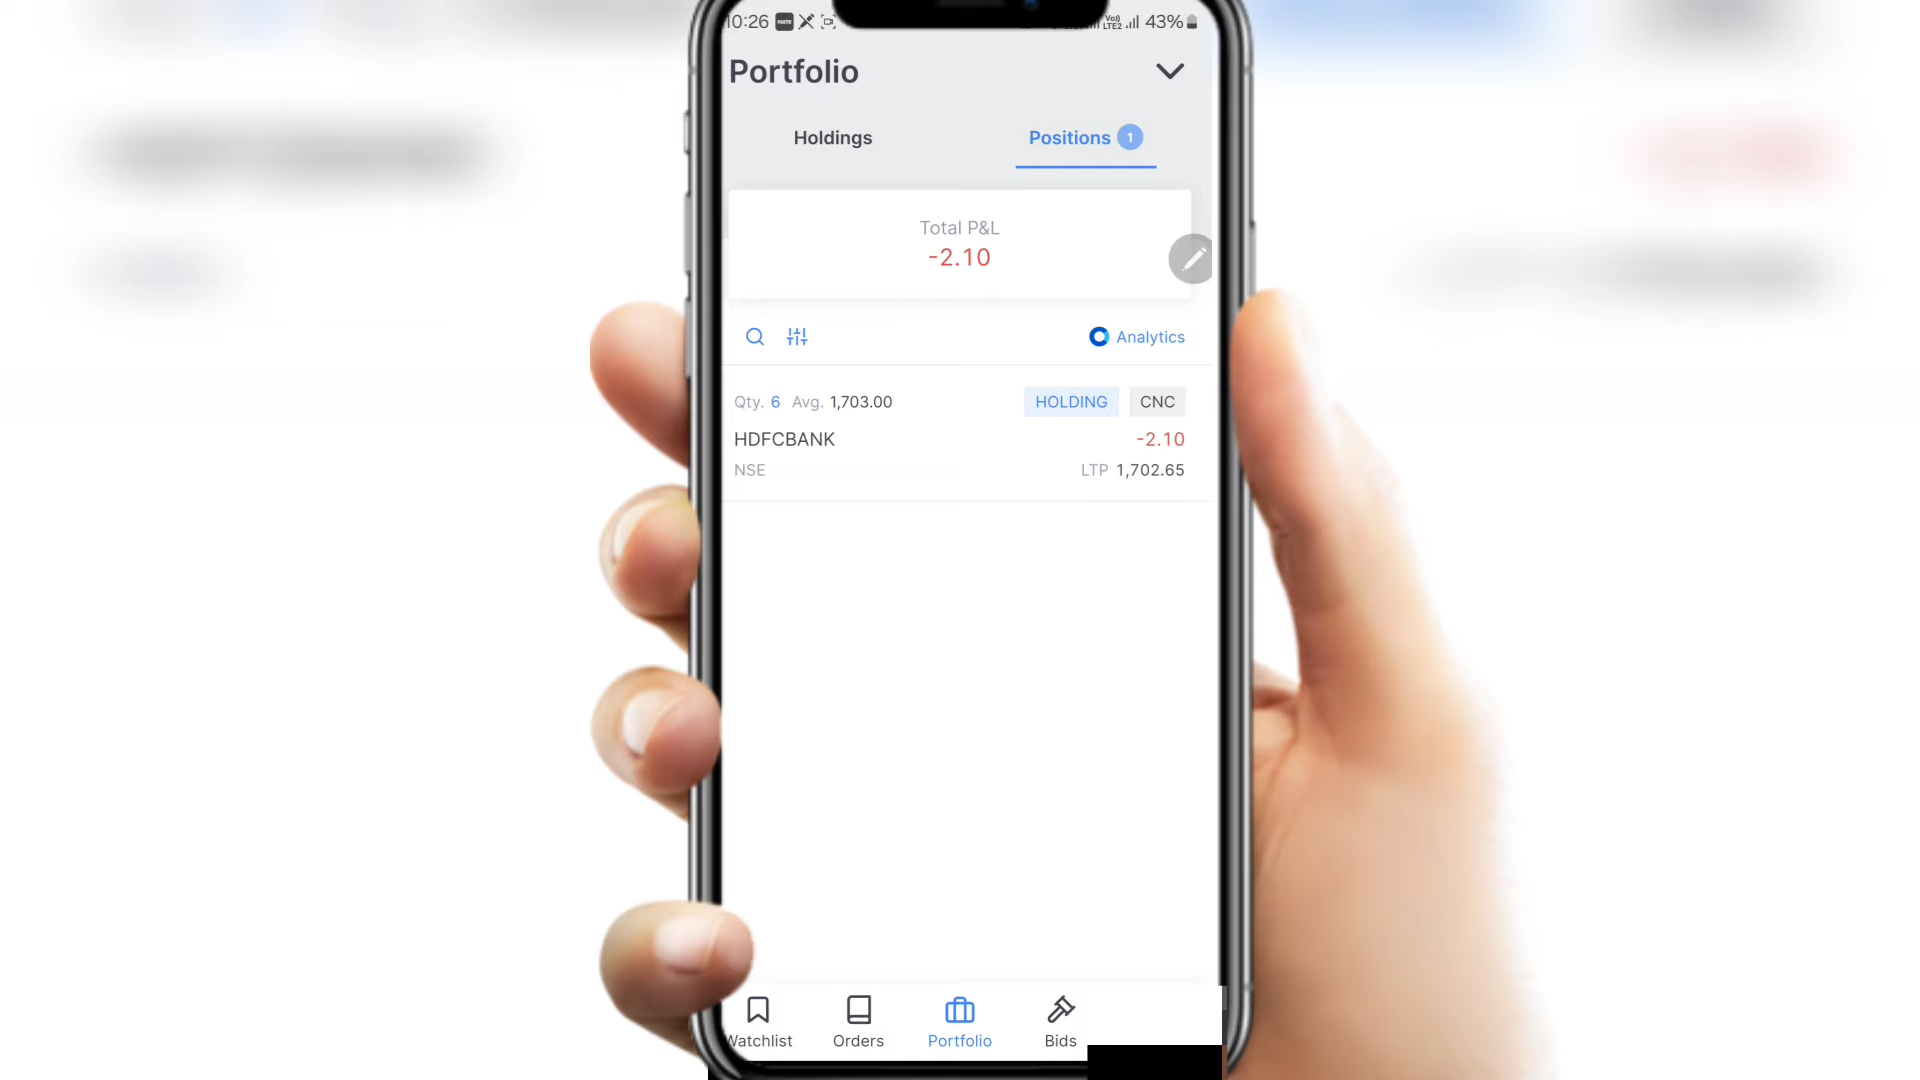 10:26 43%
Portfolio
Holdings Positions 1
Total P&L
-2.10
Analytics
Qty. 6 Avg. 1,703.00 HOLDING CNC
HDFCBANK -2.10
NSE LTP 1,702.65
Watchlist Orders Portfolio Bids